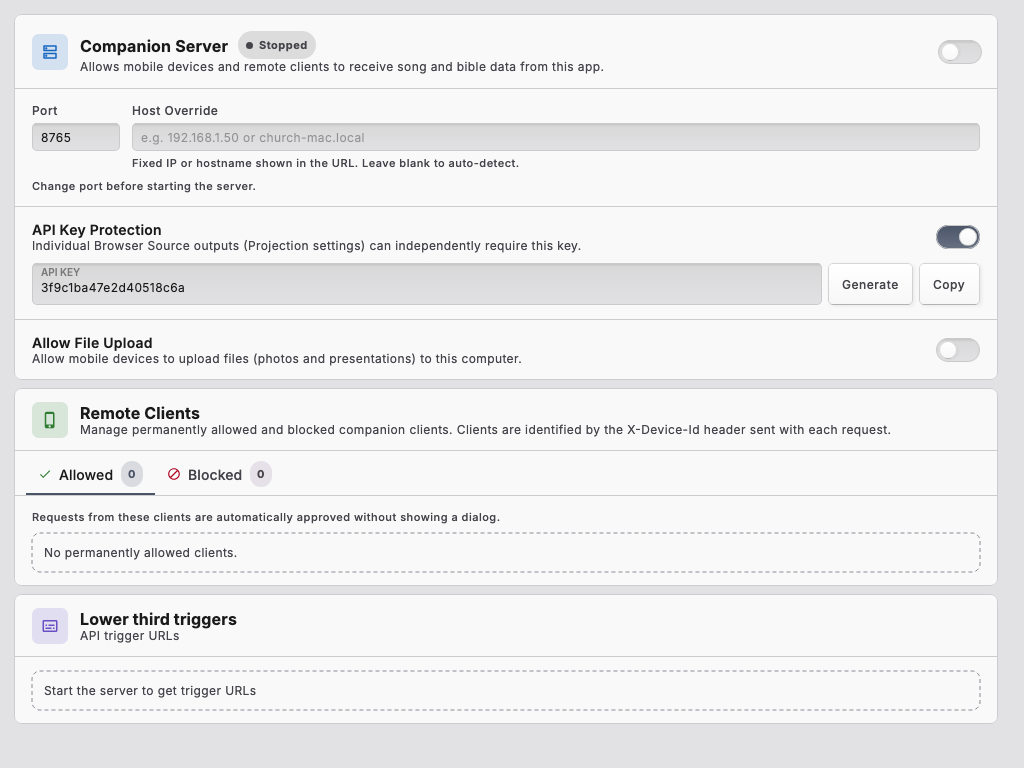 Companion Server
Stopped
Allows mobile devices and remote clients to receive song and bible data from this app.
Port
Host Override
8765
e.g. 192.168.1.50 or church-mac.local
Fixed IP or hostname shown in the URL. Leave blank to auto-detect.
Change port before starting the server.
API Key Protection
Individual Browser Source outputs (Projection settings) can independently require this key.
API KEY
3f9c1ba47e2d40518c6a
Generate
Copy
Allow File Upload
Allow mobile devices to upload files (photos and presentations) to this computer.
Remote Clients
Manage permanently allowed and blocked companion clients. Clients are identified by the X-Device-Id header sent with each request.
Allowed 0
Blocked 0
Requests from these clients are automatically approved without showing a dialog.
No permanently allowed clients.
Lower third triggers
API trigger URLs
Start the server to get trigger URLs